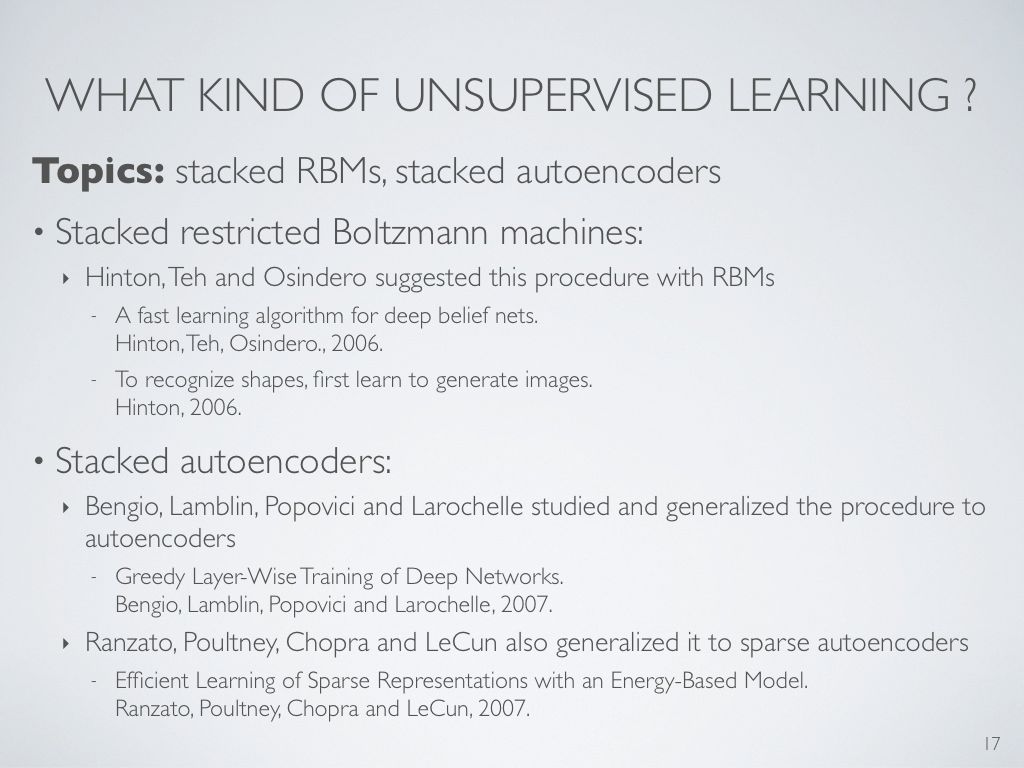 WHAT KIND OF UNSUPERVISED LEARNING ?
Topics: stacked RBMs, stacked autoencoders
• Stacked restricted Boltzmann machines:
‣ Hinton, Teh and Osindero suggested this procedure with RBMs
- A fast learning algorithm for deep belief nets.
Hinton, Teh, Osindero., 2006.
- To recognize shapes, first learn to generate images.
Hinton, 2006.
• Stacked autoencoders:
‣ Bengio, Lamblin, Popovici and Larochelle studied and generalized the procedure to
autoencoders
- Greedy Layer-Wise Training of Deep Networks.
Bengio, Lamblin, Popovici and Larochelle, 2007.
‣ Ranzato, Poultney, Chopra and LeCun also generalized it to sparse autoencoders
- Efficient Learning of Sparse Representations with an Energy-Based Model.
Ranzato, Poultney, Chopra and LeCun, 2007.
17